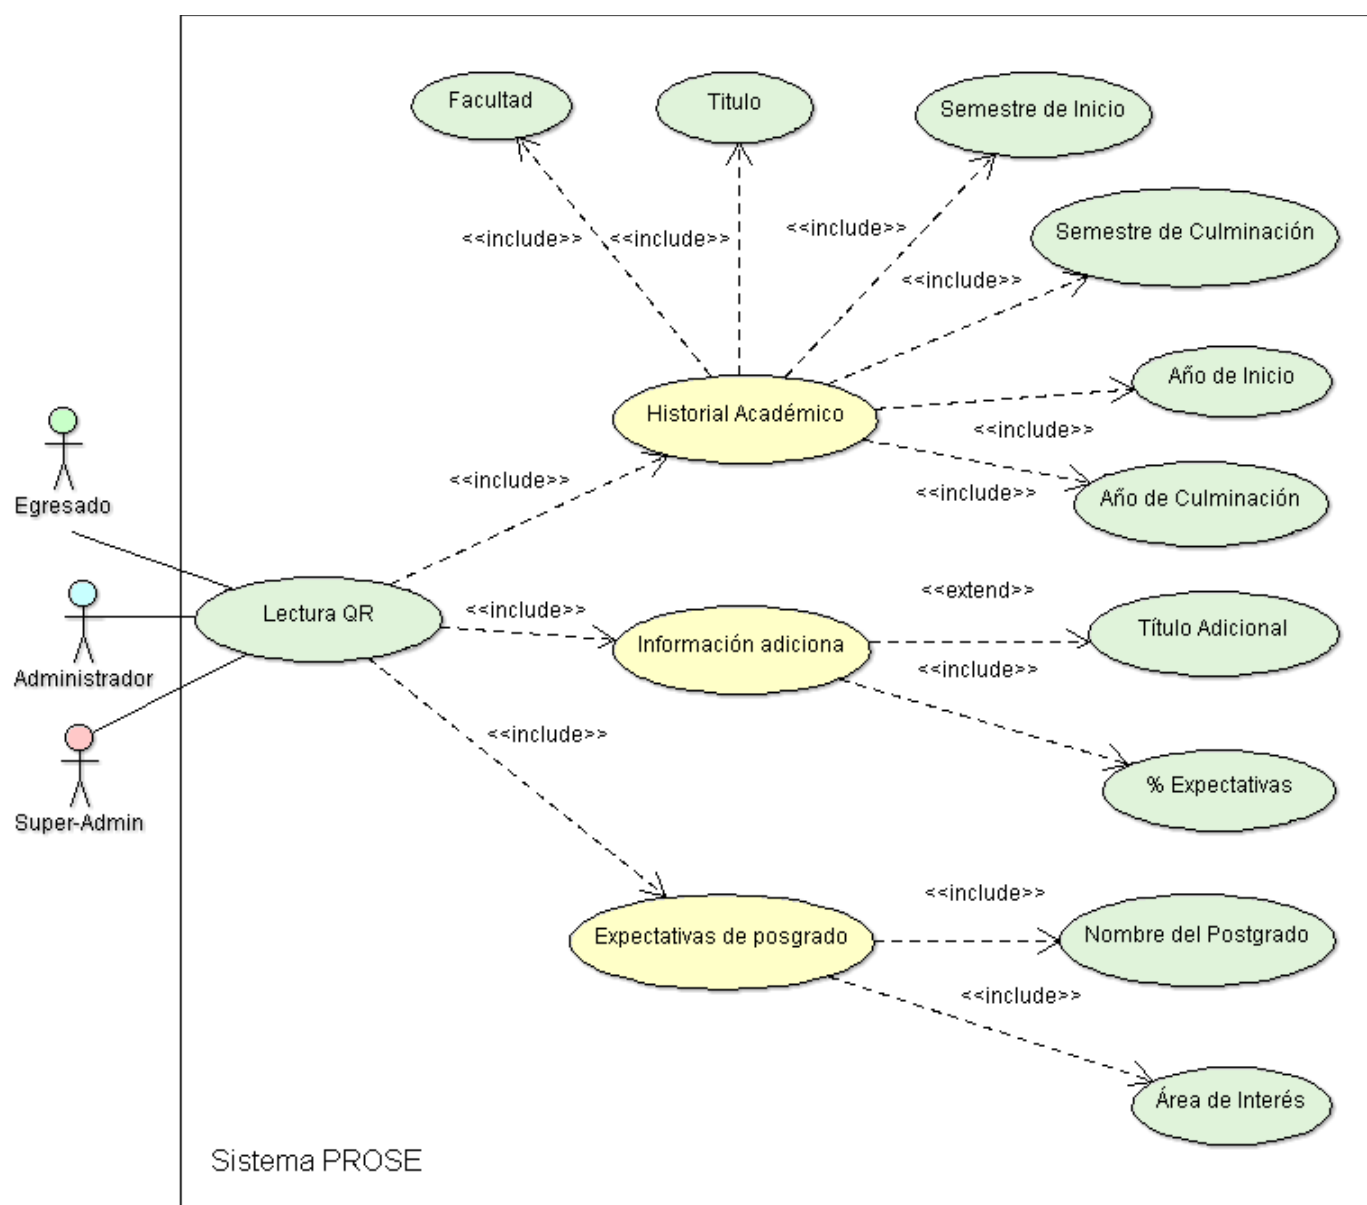 Facultad
Titulo
Semestre de Inicio
Semestre de Culminación
<<include>>
<<include>>
<<include>>
<<include>>
Año de Inicio
Historial Académico
<<include>>
<<include>>
<<include>>
Año de Culminación
Egresado
Lectura QR
<<include>>
<<extend>>
Título Adicional
Información adiciona
<<include>>
Administrador
<<include>>
% Expectativas
Super-Admin
<<include>>
Expectativas de posgrado
Nombre del Postgrado
<<include>>
Área de Interés
Sistema PROSE